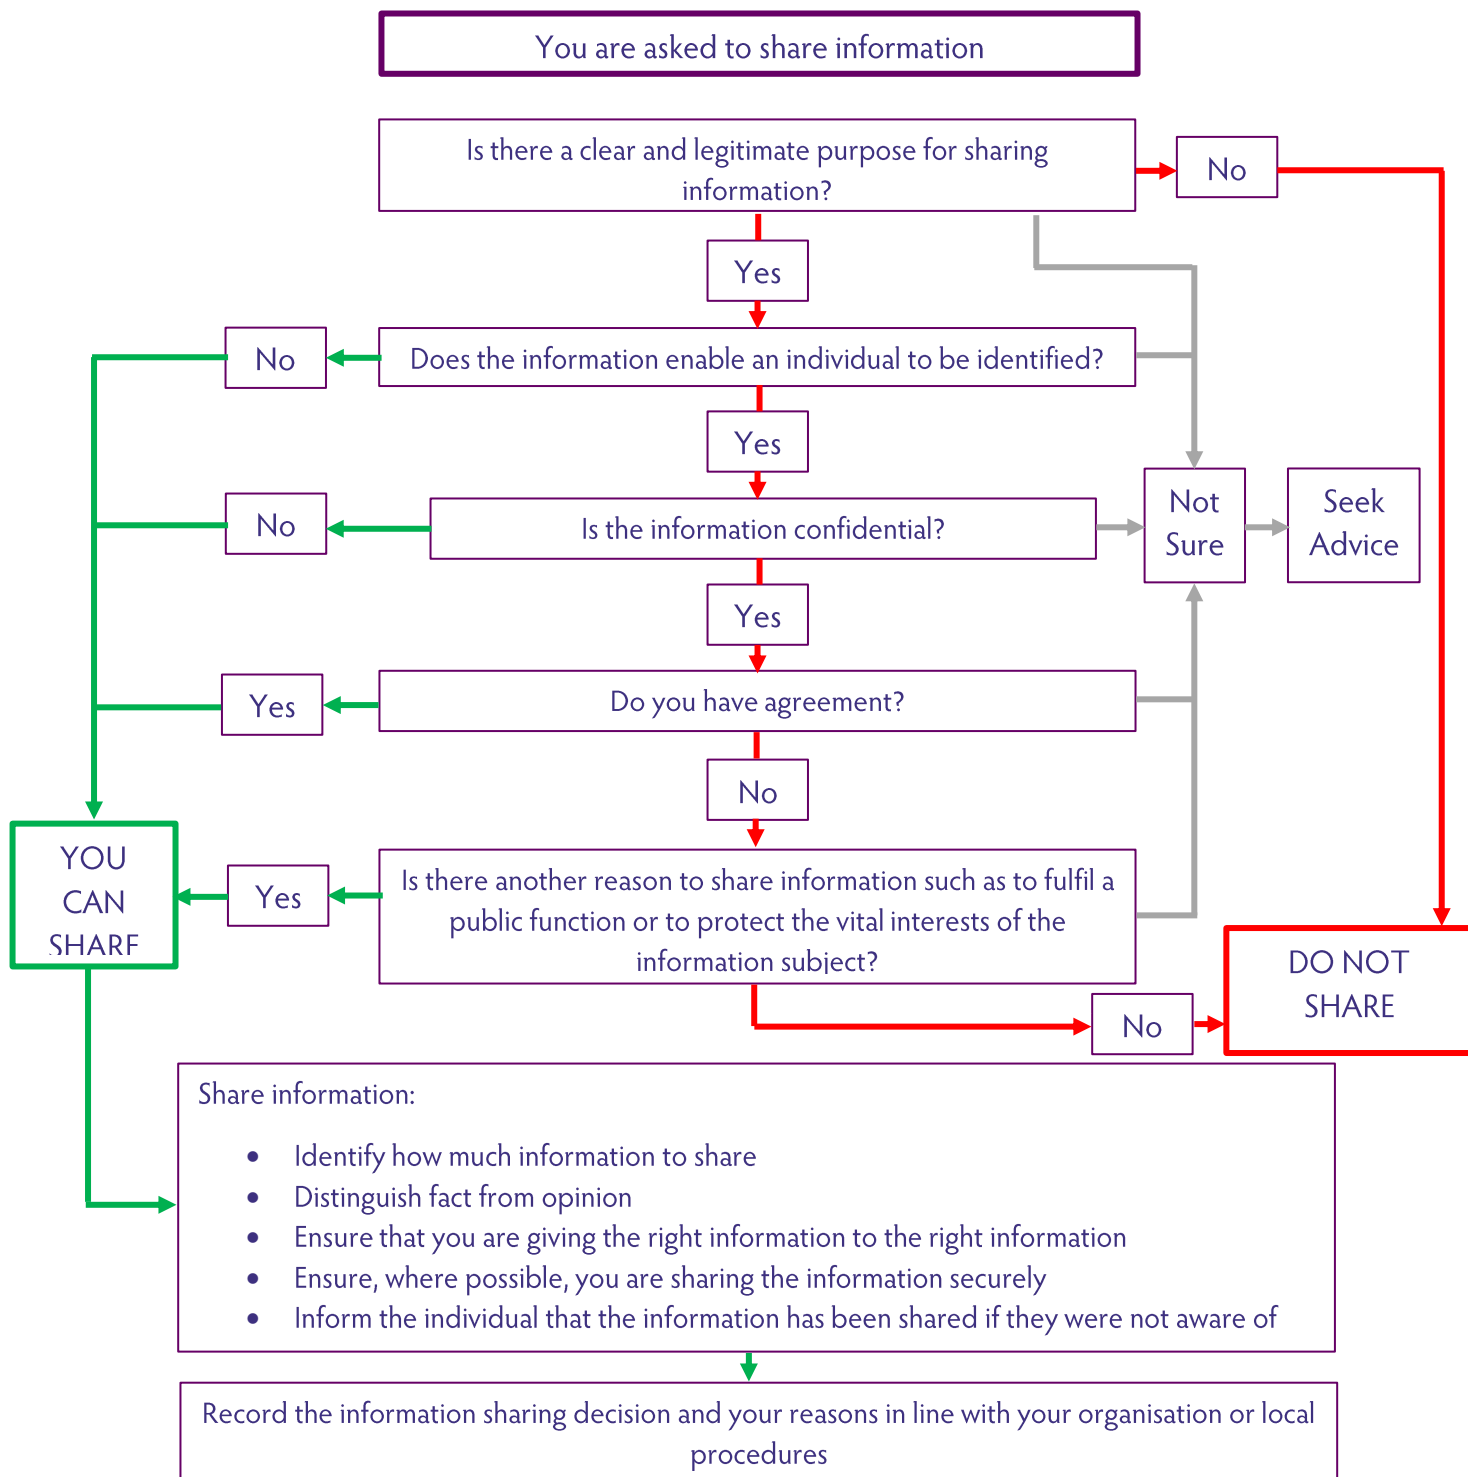 You are asked to share information
Is there a clear and legitimate purpose for sharing
information?
No
Yes
No
Does the information enable an individual to be identified?
Yes
No
Is the information confidential?
Not
Sure
Seek
Advice
Yes
Yes
Do you have agreement?
No
YOU
CAN
SHARE
Yes
Is there another reason to share information such as to fulfil a
public function or to protect the vital interests of the
information subject?
No
DO NOT
SHARE
Share information:
• Identify how much information to share
• Distinguish fact from opinion
• Ensure that you are giving the right information to the right information
• Ensure, where possible, you are sharing the information securely
• Inform the individual that the information has been shared if they were not aware of
Record the information sharing decision and your reasons in line with your organisation or local
procedures